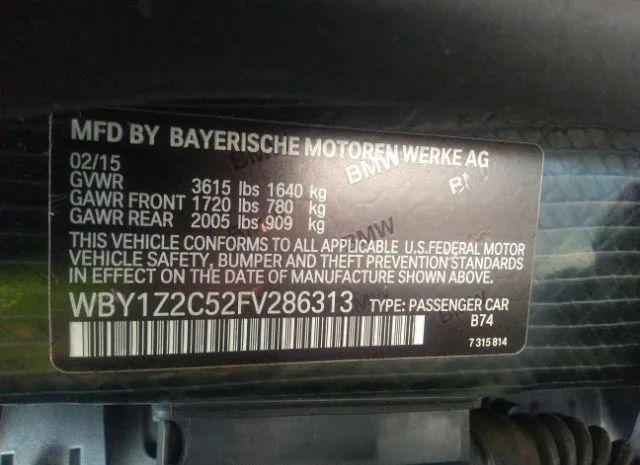 MFD BY BAYERISCHE MOTOREN WERKE AG
02/15
GVWR 3615 lbs 1640 kg
GAWR FRONT 1720 lbs 780 kg
GAWR REAR 2005 lbs 909 kg
THIS VEHICLE CONFORMS TO ALL APPLICABLE U.S.FEDERAL MOTOR
VEHICLE SAFETY, BUMPER AND THEFT PREVENTION STANDARDS
IN EFFECT ON THE DATE OF MANUFACTURE SHOWN ABOVE.
WBY1Z2C52FV286313 TYPE: PASSENGER CAR
B74
7 315 814
BMW
BMW
BMW